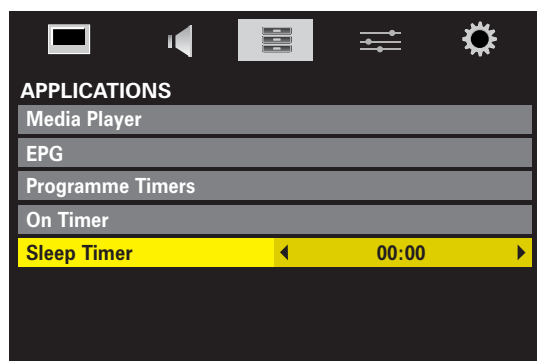 APPLICATIONS
Media Player
EPG
Programme Timers
On Timer
Sleep Timer 00:00